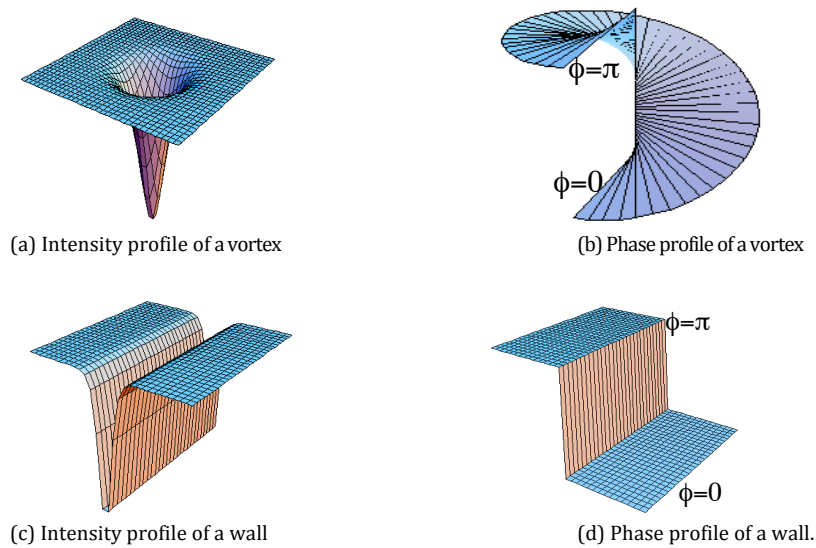 ϕ=π
ϕ=0
(a) Intensity profile of a vortex
(b) Phase profile of a vortex
ϕ=π
ϕ=0
(c) Intensity profile of a wall
(d) Phase profile of a wall.